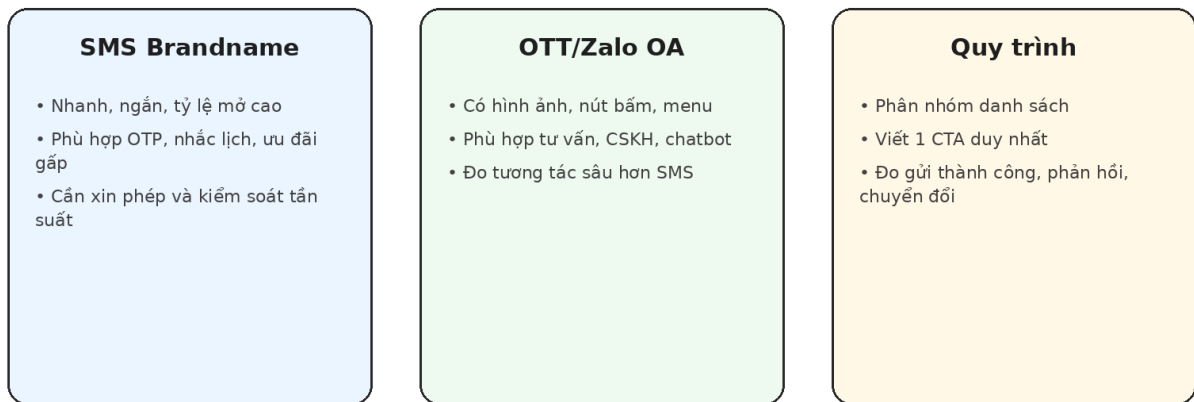 SMS Brandname
• Nhanh, ngắn, tỷ lệ mở cao
• Phù hợp OTP, nhắc lịch, ưu đãi
gấp
• Cần xin phép và kiểm soát tần
suất
OTT/Zalo OA
• Có hình ảnh, nút bấm, menu
• Phù hợp tư vấn, CSKH, chatbot
• Đo tương tác sâu hơn SMS
Quy trình
• Phân nhóm danh sách
• Viết 1 CTA duy nhất
• Đo gửi thành công, phản hồi,
chuyển đổi